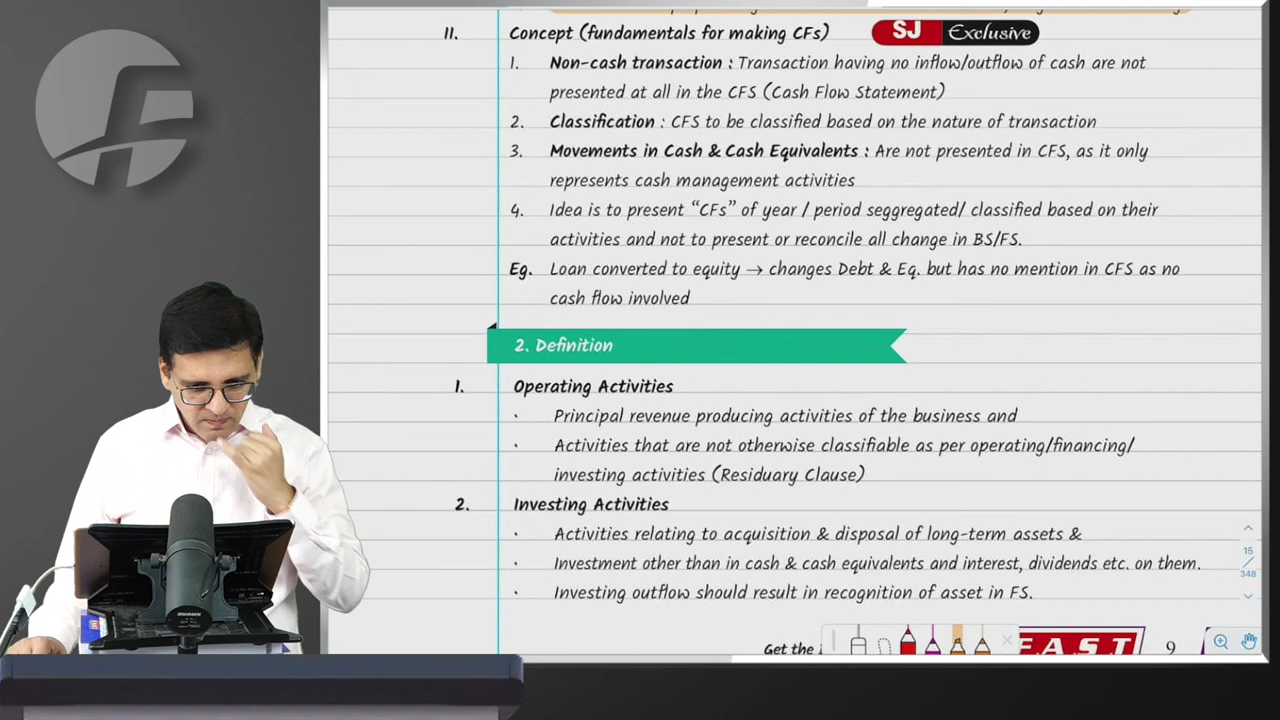 II. Concept (fundamentals for making CFs) SJ Exclusive
1. Non-cash transaction : Transaction having no inflow/outflow of cash are not
presented at all in the CFS (Cash Flow Statement)
2. Classification : CFS to be classified based on the nature of transaction
3. Movements in Cash & Cash Equivalents : Are not presented in CFS, as it only
represents cash management activities
4. Idea is to present “CFs” of year / period seggregated/ classified based on their
activities and not to present or reconcile all change in BS/FS.
Eg. Loan converted to equity → changes Debt & Eq. but has no mention in CFS as no
cash flow involved
2. Definition
1. Operating Activities
· Principal revenue producing activities of the business and
· Activities that are not otherwise classifiable as per operating/financing/
investing activities (Residuary Clause)
2. Investing Activities
· Activities relating to acquisition & disposal of long-term assets &
· Investment other than in cash & cash equivalents and interest, dividends etc. on them.
· Investing outflow should result in recognition of asset in FS.
15
348
Get the
F.A.S.T
9